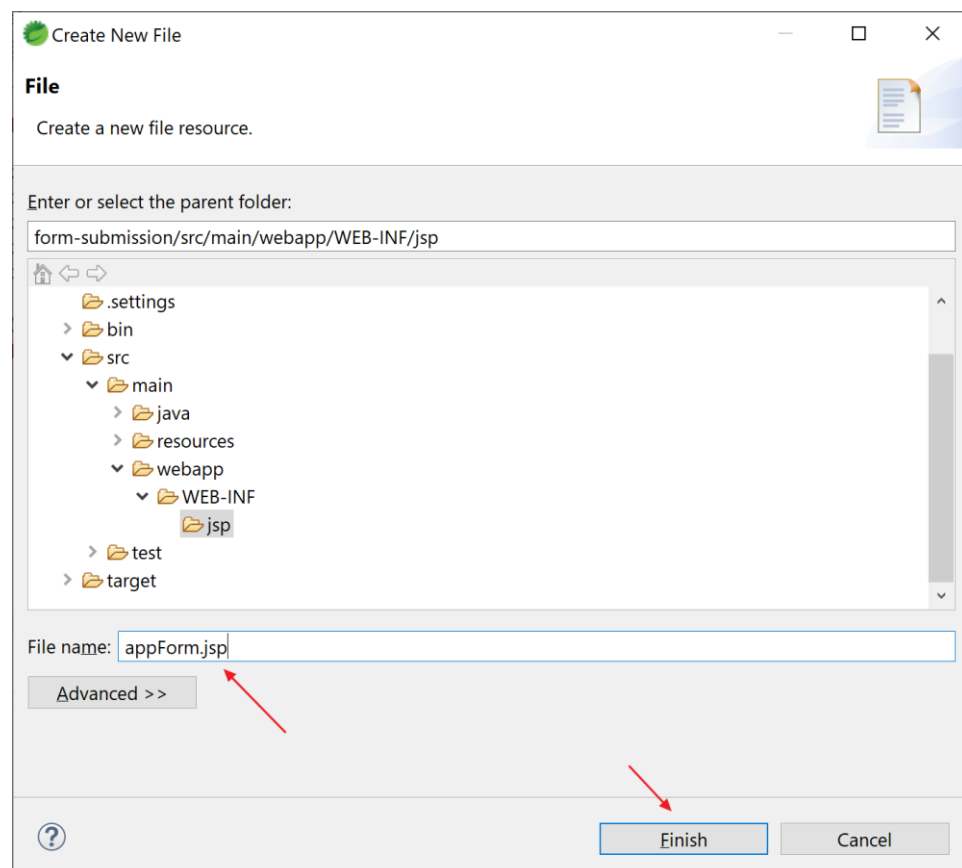 Create New File
File
Create a new file resource.
Enter or select the parent folder:
form-submission/src/main/webapp/WEB-INF/jsp
.settings
bin
src
main
java
resources
webapp
WEB-INF
jsp
test
target
File name: appForm.jsp
Advanced >>
Finish Cancel